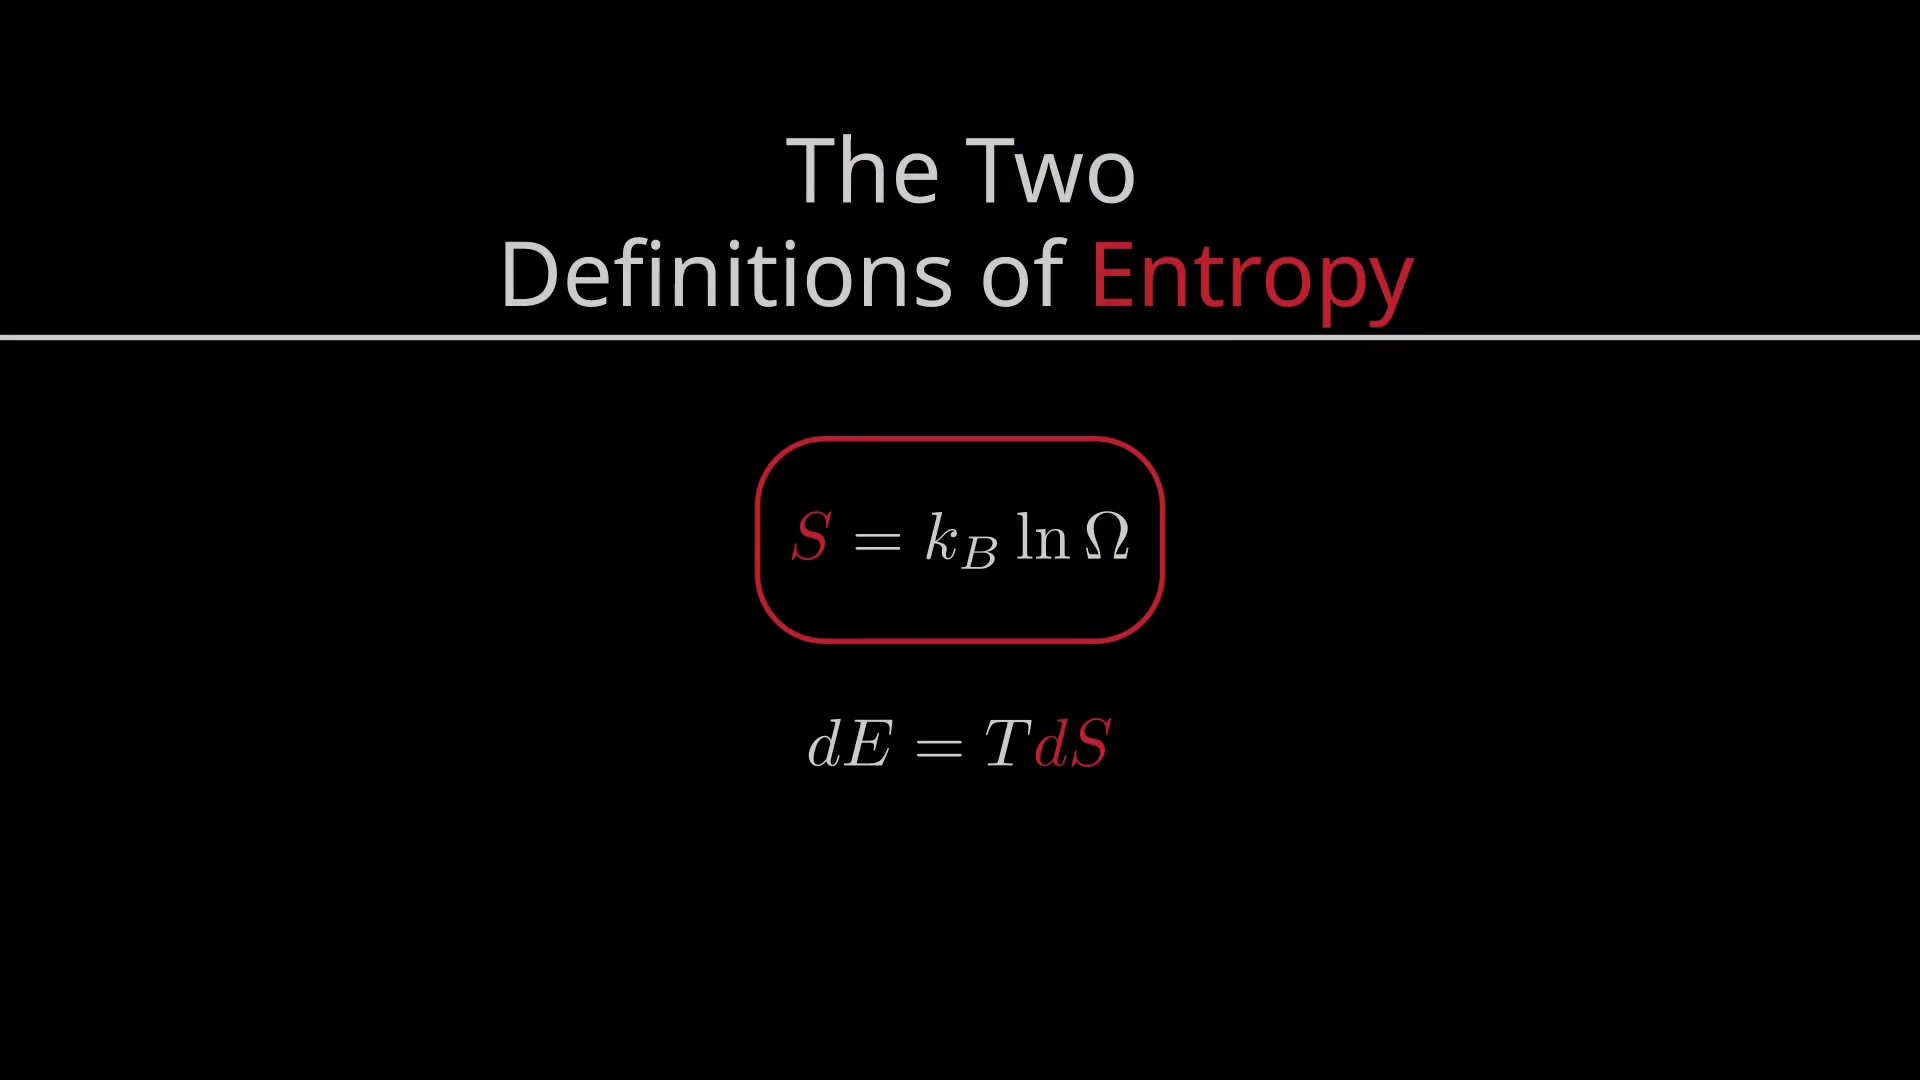 The Two
Definitions of Entropy
S = k_B ln Ω
dE = TdS